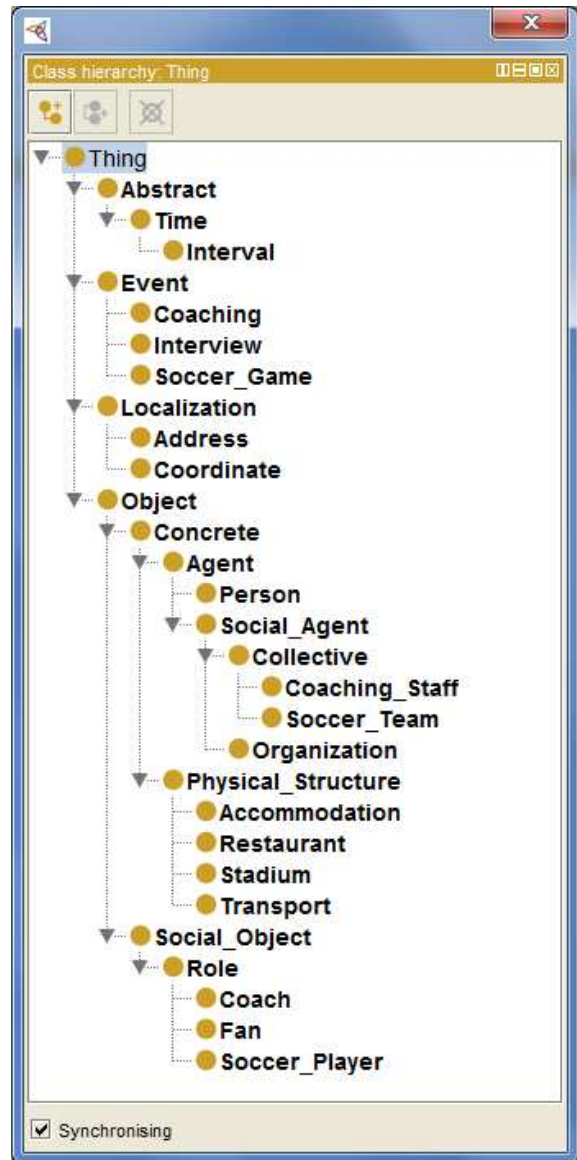 Class hierarchy: Thing
Thing
Abstract
Time
Interval
Event
Coaching
Interview
Soccer_Game
Localization
Address
Coordinate
Object
Concrete
Agent
Person
Social_Agent
Collective
Coaching_Staff
Soccer_Team
Organization
Physical_Structure
Accommodation
Restaurant
Stadium
Transport
Social_Object
Role
Coach
Fan
Soccer_Player
Synchronising